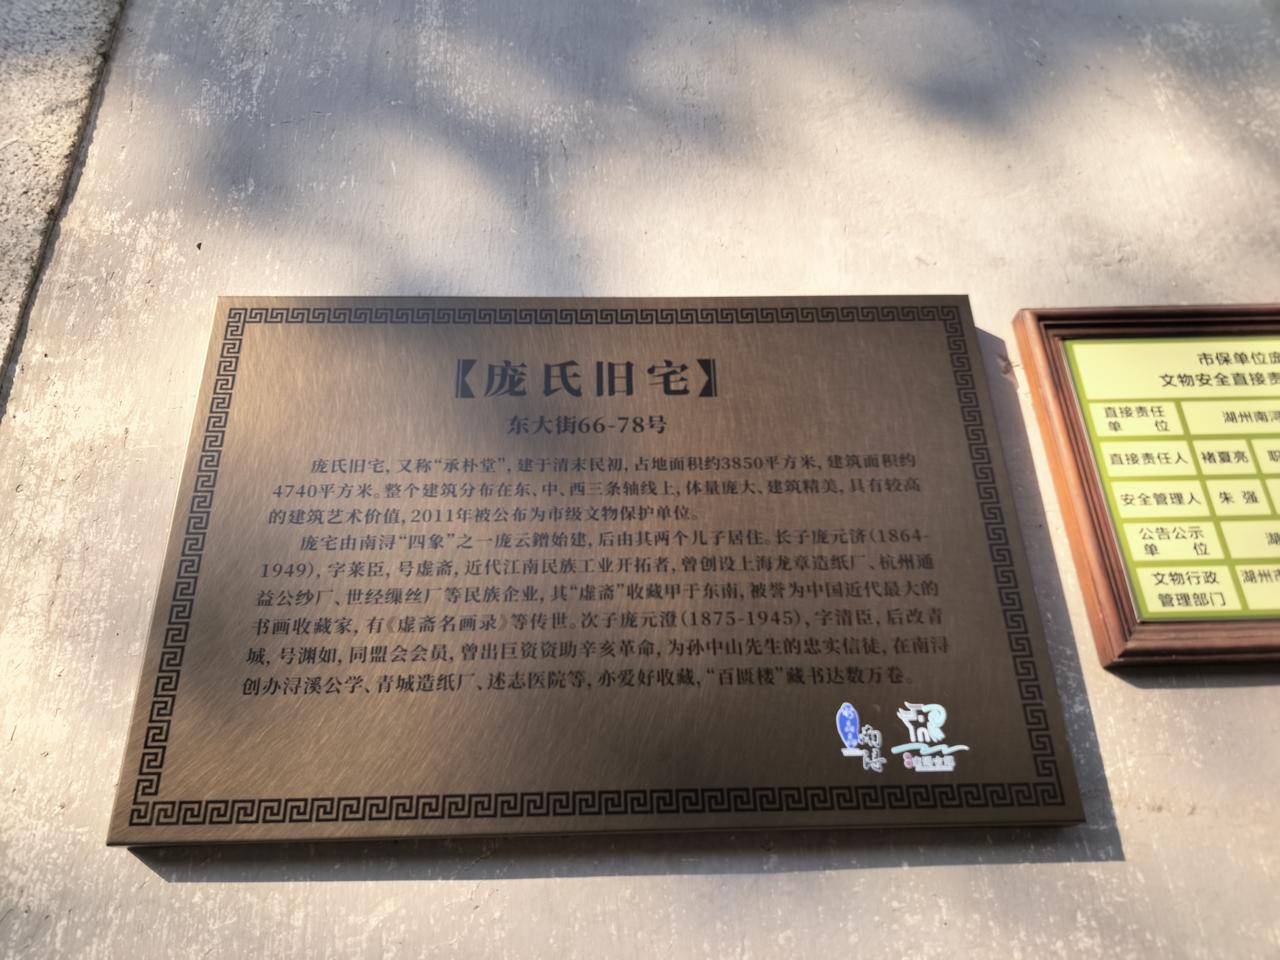 【庞氏旧宅】
东大街66-78号
庞氏旧宅，又称“承朴堂”，建于清末民初，占地面积约3850平方米，建筑面积约
4740平方米。整个建筑分布在东、中、西三条轴线上，体量庞大、建筑精美，具有较高
的建筑艺术价值，2011年被公布为市级文物保护单位。
庞宅由南浔“四象”之一庞云鏳始建，后由其两个儿子居住。长子庞元济（1864-
1949），字莱臣，号虚斋，近代江南民族工业开拓者，曾创设上海龙章造纸厂、杭州通
益公纱厂、世经缫丝厂等民族企业，其“虚斋”收藏甲于东南，被誉为中国近代最大的
书画收藏家，有《虚斋名画录》等传世。次子庞元澄（1875-1945），字清臣，后改青
城，号渊如，同盟会会员，曾出巨资资助辛亥革命，为孙中山先生的忠实信徒，在南浔
创办浔溪公学、青城造纸厂、述志医院等，亦爱好收藏，“百匮楼”藏书达数万卷。
南浔
市保单位庞
文物安全直接责
直接责任
单 位
湖州南浔
直接责任人
褚夏亮
职
安全管理人
朱 强
公告公示
单 位
湖
文物行政
管理部门
湖州市